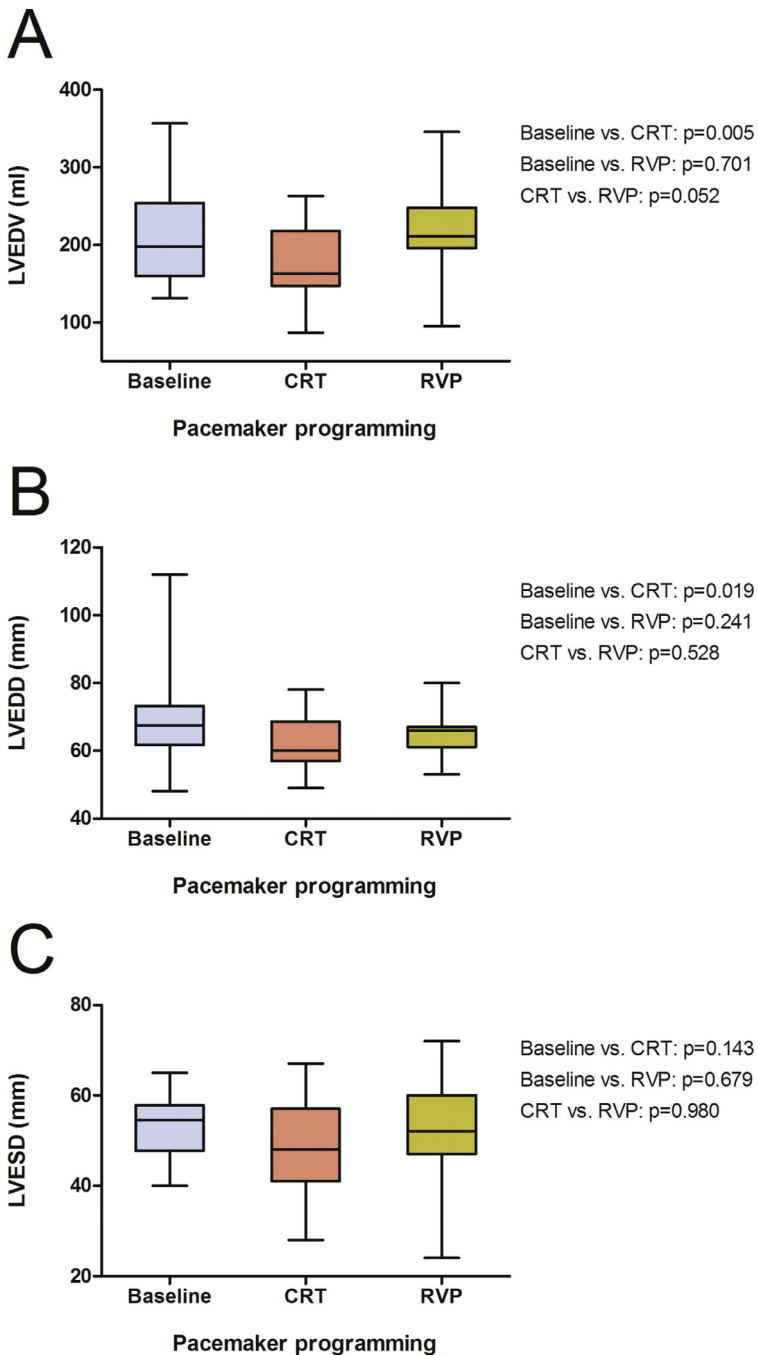 A
400
300
200
100
LVEDV (ml)
Baseline CRT RVP
Pacemaker programming
Baseline vs. CRT: p=0.005
Baseline vs. RVP: p=0.701
CRT vs. RVP: p=0.052
B
120
100
80
60
40
LVEDD (mm)
Baseline CRT RVP
Pacemaker programming
Baseline vs. CRT: p=0.019
Baseline vs. RVP: p=0.241
CRT vs. RVP: p=0.528
C
80
60
40
20
LVESD (mm)
Baseline CRT RVP
Pacemaker programming
Baseline vs. CRT: p=0.143
Baseline vs. RVP: p=0.679
CRT vs. RVP: p=0.980